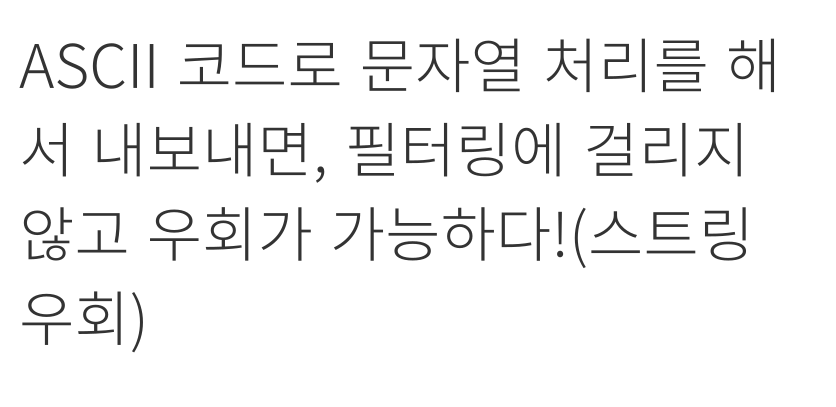 ASCII 코드로 문자열 처리를 해
서 내보내면, 필터링에 걸리지
않고 우회가 가능하다!(스트링
우회)